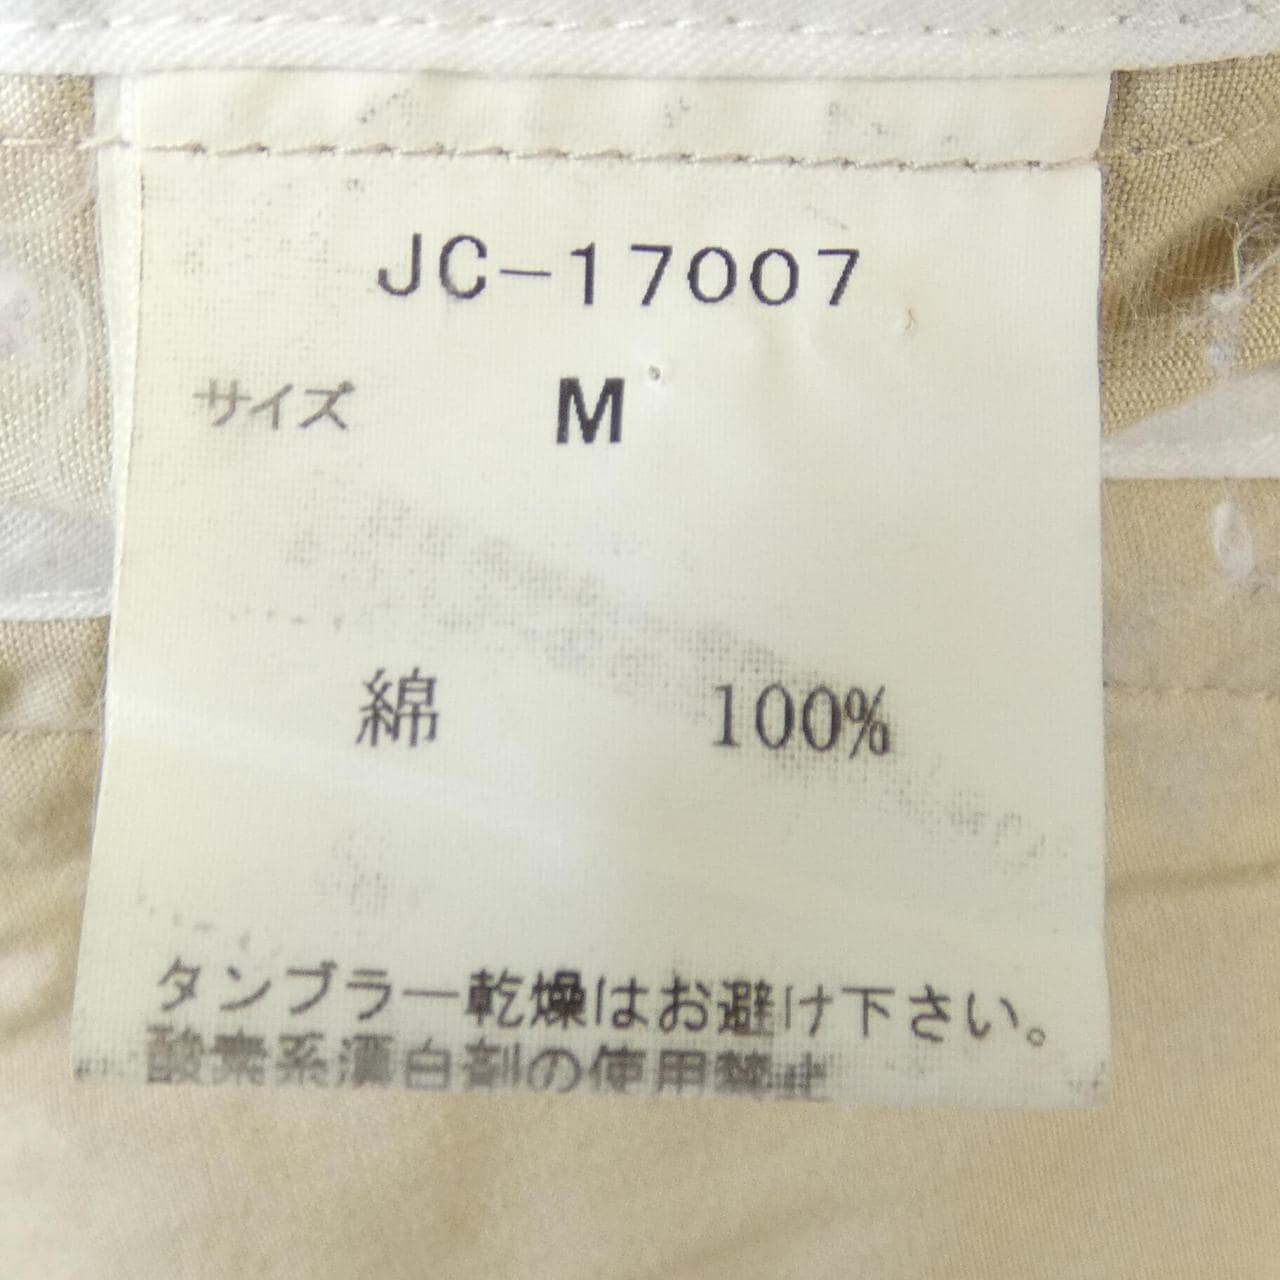 JC-17007
サイズ M
綿 100%
タンブラー乾燥はお避け下さい。
酸素系漂白剤の使用禁止